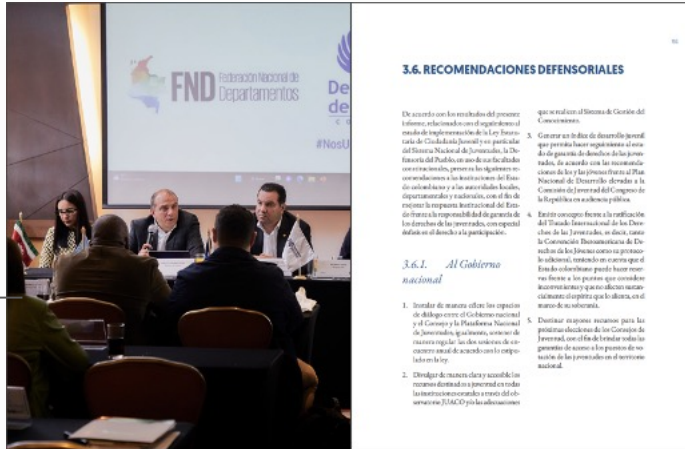 FND
Federación Nacional de
Departamentos
De
de
#NosU
3.6. RECOMENDACIONES DEFENSORIALES
De acuerdo con los resultados del presente
informe, relacionados con el seguimiento al
estado de implementación de la Ley Estatu-
taria de Ciudadanía Juvenil y en particular
del Sistema Nacional de Juventudes, la De-
fensoría del Pueblo, en uso de sus facultades
constitucionales, presenta las siguientes re-
comendaciones a las instituciones del Esta-
do colombiano y a las autoridades locales,
departamentales y nacionales, con el fin de
mejorar la respuesta institucional del Esta-
do frente a la responsabilidad de garantía de
los derechos de las juventudes, con especial
énfasis en el derecho a la participación.
3.6.1. Al Gobierno
nacional
1. Instalar de manera célere los espacios
de diálogo entre el Gobierno nacional
y el Consejo y la Plataforma Nacional
de Juventudes, igualmente, sostener de
manera regular las dos sesiones de en-
cuentro anual de acuerdo con lo estipu-
lado en la ley.
2. Divulgar de manera clara y accesible los
recursos destinados a juventud en todas
las instituciones estatales a través del ob-
servatorio JUACO y/o las adecuaciones
que se realicen al Sistema de Gestión del
Conocimiento.
3. Generar un índice de desarrollo juvenil
que permita hacer seguimiento al esta-
do de garantía de derechos de las juven-
tudes, de acuerdo con las recomenda-
ciones de los y las jóvenes frente al Plan
Nacional de Desarrollo elevadas a la
Comisión de Juventud del Congreso de
la República en audiencia pública.
4. Emitir concepto frente a la ratificación
del Tratado Internacional de los Dere-
chos de las Juventudes, es decir, tanto
la Convención Iberoamericana de De-
rechos de los Jóvenes como su protoco-
lo adicional, teniendo en cuenta que el
Estado colombiano puede hacer reser-
vas frente a los puntos que considere
inconvenientes y que no afecten sustan-
cialmente el espíritu que lo alienta, en el
marco de su soberanía.
5. Destinar mayores recursos para las
próximas elecciones de los Consejos de
Juventud, con el fin de brindar todas las
garantías de acceso a los puestos de vo-
tación de las juventudes en el territorio
nacional.